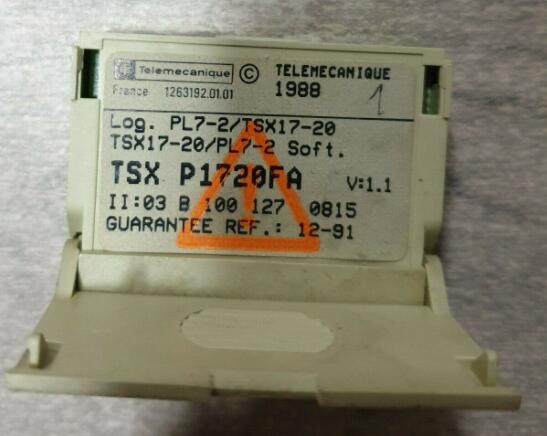 Telemecanique © TELEMECANIQUE
France 1263192.01.01 1988 1
Log. PL7-2/TSX17-20
TSX17-20/PL7-2 Soft.
TSX P1720FA V:1.1
II:03 B 100 127 0815
GUARANTEE REF.: 12-91